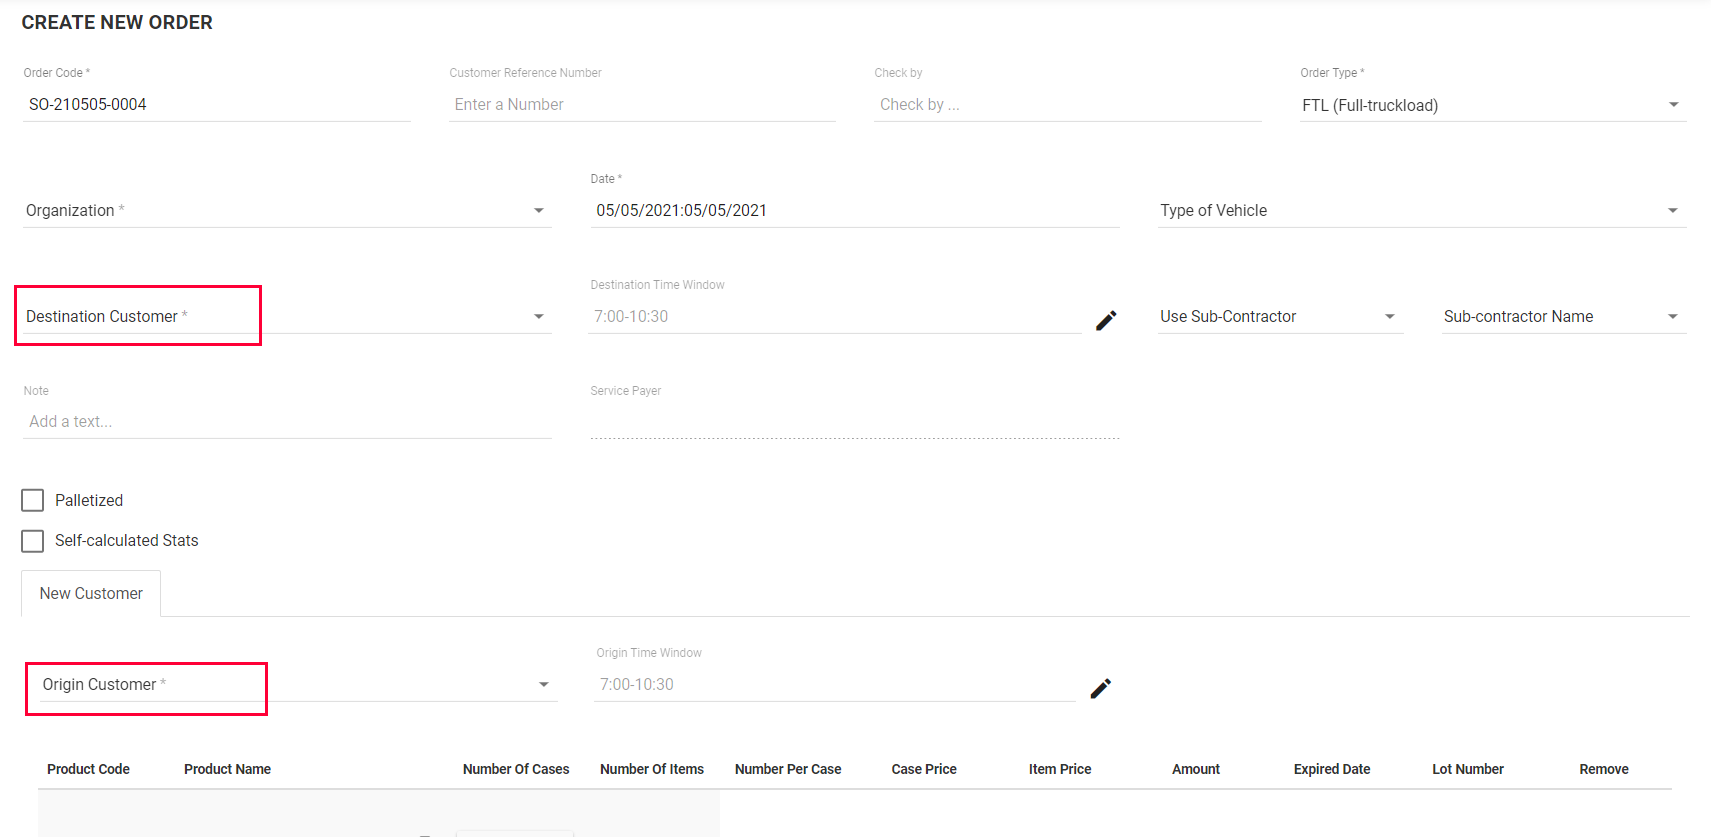 CREATE NEW ORDER
Order Code * Customer Reference Number Check by Order Type *
SO-210505-0004 Enter a Number Check by ... FTL (Full-truckload)
Date *
Organization * 05/05/2021:05/05/2021 Type of Vehicle
Destination Time Window
Destination Customer * 7:00-10:30 Use Sub-Contractor Sub-contractor Name
Note Service Payer
Add a text...
Palletized
Self-calculated Stats
New Customer
Origin Time Window
Origin Customer * 7:00-10:30
Product Code Product Name Number Of Cases Number Of Items Number Per Case Case Price Item Price Amount Expired Date Lot Number Remove